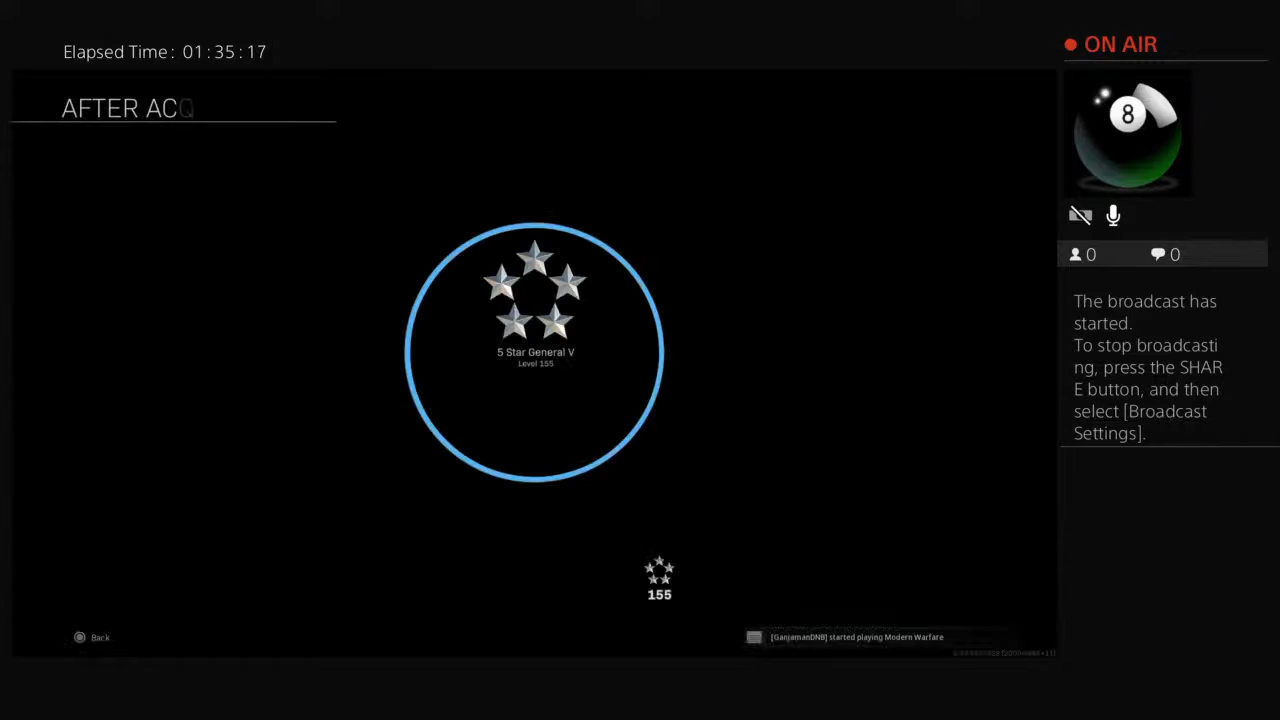 Elapsed Time: 01:35:17
ON AIR
AFTER ACQ
8
0 0
The broadcast has
started.
To stop broadcasti
ng, press the SHAR
E button, and then
select [Broadcast
Settings].
5 Star General V
Level 155
155
Back
[GanjamanDNB] started playing Modern Warfare